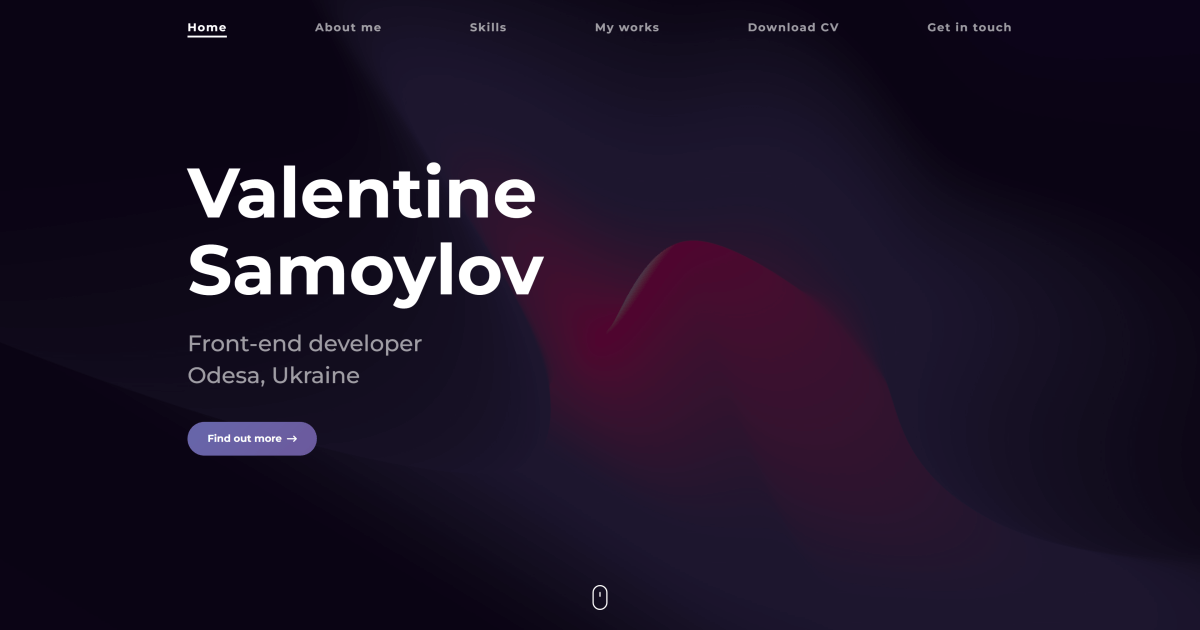 Home About me Skills My works Download CV Get in touch
Valentine
Samoylov
Front-end developer
Odesa, Ukraine
Find out more →